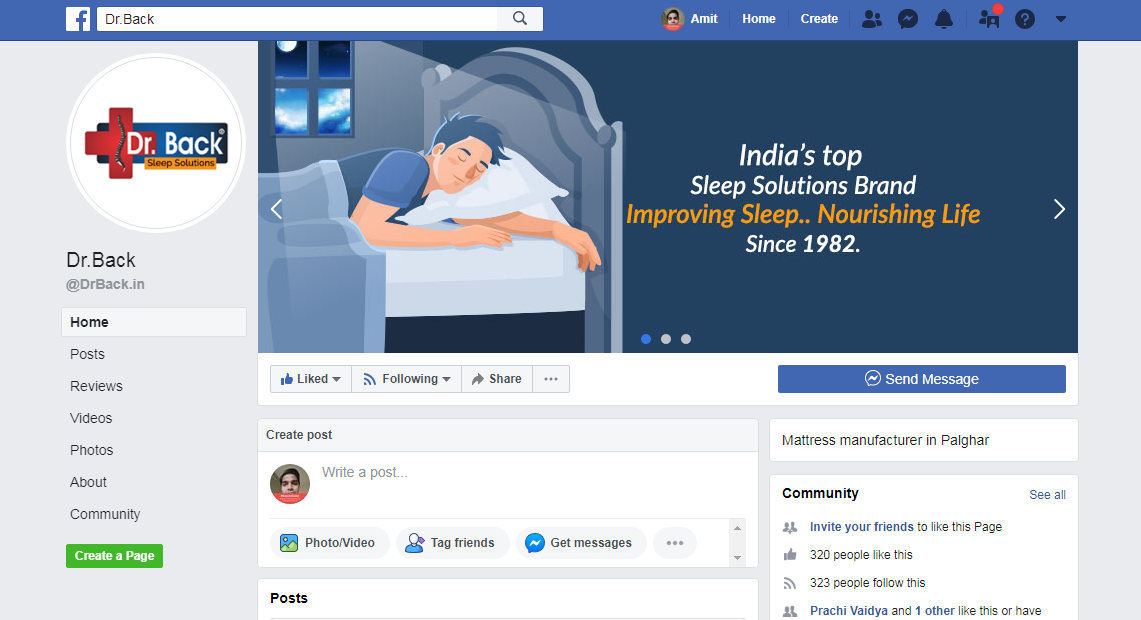 Dr.Back
Amit
Home
Create
Dr. Back®
Sleep Solutions
India's top
Sleep Solutions Brand
Improving Sleep.. Nourishing Life
Since 1982.
Dr.Back
@DrBack.in
Home
Posts
Reviews
Videos
Photos
About
Community
Create a Page
Liked
Following
Share
Send Message
Create post
Write a post...
Photo/Video
Tag friends
Get messages
Posts
Mattress manufacturer in Palghar
Community
See all
Invite your friends to like this Page
320 people like this
323 people follow this
Prachi Vaidya and 1 other like this or have